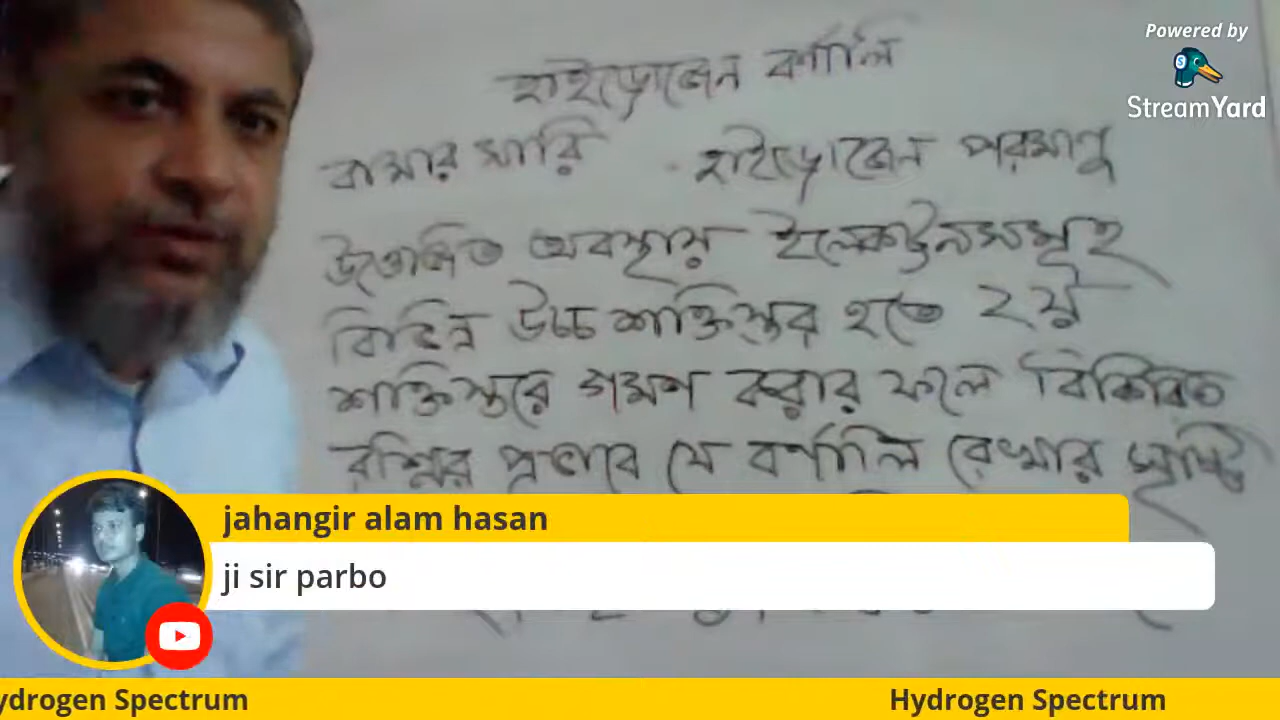 Powered by
StreamYard
হাইড্রোজেন বর্ণালি
বামার সারি হাইড্রোজেন পরমাণু
উত্তেজিত অবস্থায় ইলেকট্রনসমূহ
বিভিন্ন উচ্চ শক্তিস্তর হতে ২য়
শক্তিস্তরে গমণ করার ফলে বিকিরিত
রশ্মির প্রভাবে যে বর্ণালি রেখার সৃষ্টি
jahangir alam hasan
ji sir parbo
ydrogen Spectrum Hydrogen Spectrum